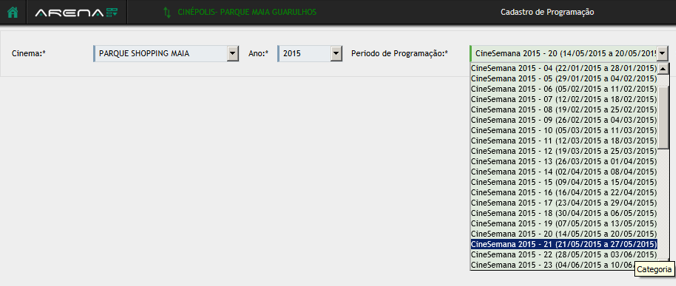 ARENA CINÉPOLIS- PARQUE MAIA GUARULHOS Cadastro de Programação
Cinema:* PARQUE SHOPPING MAIA Ano:* 2015 Período de Programação:* CineSemana 2015 - 20 (14/05/2015 a 20/05/2015)
CineSemana 2015 - 04 (22/01/2015 a 28/01/2015)
CineSemana 2015 - 05 (29/01/2015 a 04/02/2015)
CineSemana 2015 - 06 (05/02/2015 a 11/02/2015)
CineSemana 2015 - 07 (12/02/2015 a 18/02/2015)
CineSemana 2015 - 08 (19/02/2015 a 25/02/2015)
CineSemana 2015 - 09 (26/02/2015 a 04/03/2015)
CineSemana 2015 - 10 (05/03/2015 a 11/03/2015)
CineSemana 2015 - 11 (12/03/2015 a 18/03/2015)
CineSemana 2015 - 12 (19/03/2015 a 25/03/2015)
CineSemana 2015 - 13 (26/03/2015 a 01/04/2015)
CineSemana 2015 - 14 (02/04/2015 a 08/04/2015)
CineSemana 2015 - 15 (09/04/2015 a 15/04/2015)
CineSemana 2015 - 16 (16/04/2015 a 22/04/2015)
CineSemana 2015 - 17 (23/04/2015 a 29/04/2015)
CineSemana 2015 - 18 (30/04/2015 a 06/05/2015)
CineSemana 2015 - 19 (07/05/2015 a 13/05/2015)
CineSemana 2015 - 20 (14/05/2015 a 20/05/2015)
CineSemana 2015 - 21 (21/05/2015 a 27/05/2015)
CineSemana 2015 - 22 (28/05/2015 a 03/06/2015)
CineSemana 2015 - 23 (04/06/2015 a 10/06
Categoria